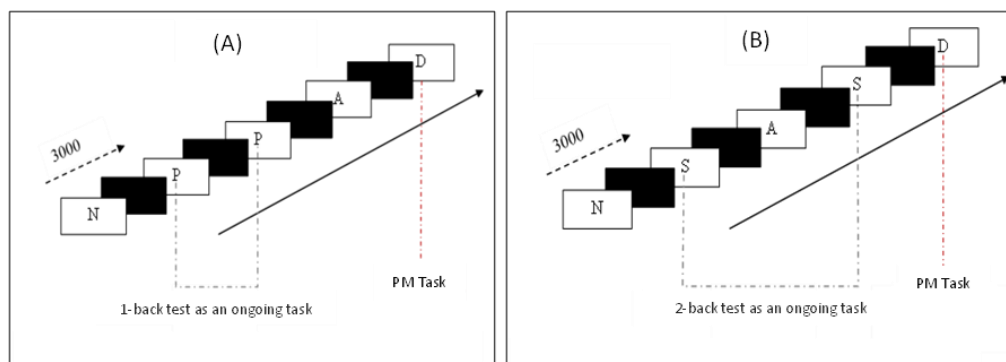 (A)
3000
N
P
P
A
D
PM Task
1-back test as an ongoing task
(B)
3000
N
S
A
S
D
PM Task
2-back test as an ongoing task